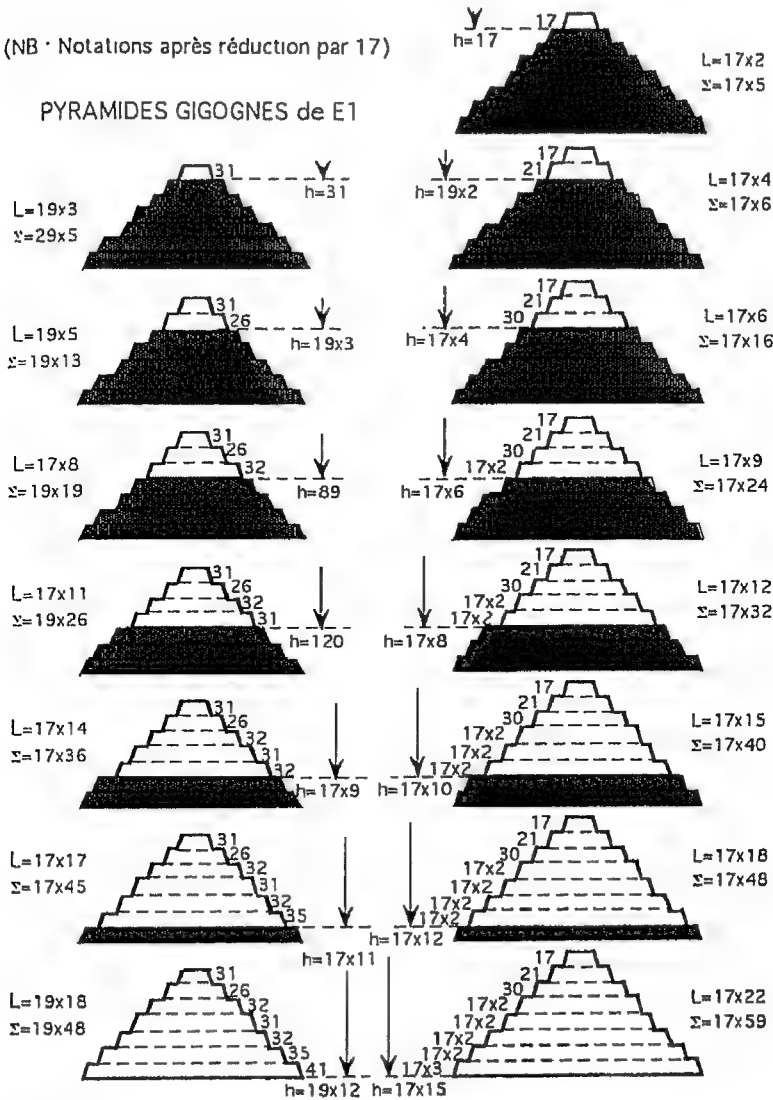 (NB · Notations après réduction par 17)
PYRAMIDES GIGOGNES de E1
17
h=17
L=17x2
Σ=17x5
L=19x3
Σ=29x5
31
h=31
17
21
h=19x2
L=17x4
Σ=17x6
L=19x5
Σ=19x13
31
26
h=19x3
17
21
30
h=17x4
L=17x6
Σ=17x16
L=17x8
Σ=19x19
31
26
32
h=89
17
21
30
17x2
h=17x6
L=17x9
Σ=17x24
L=17x11
Σ=19x26
31
26
32
31
h=120
17
21
30
17x2
17x2
h=17x8
L=17x12
Σ=17x32
L=17x14
Σ=17x36
31
26
32
31
32
h=17x9
17
21
30
17x2
17x2
17x2
h=17x10
L=17x15
Σ=17x40
L=17x17
Σ=17x45
31
26
32
31
32
35
h=17x11
17
21
30
17x2
17x2
17x2
17x2
h=17x12
L=17x18
Σ=17x48
L=19x18
Σ=19x48
31
26
32
31
32
35
41
h=19x12
17
21
30
17x2
17x2
17x2
17x2
17x3
h=17x15
L=17x22
Σ=17x59